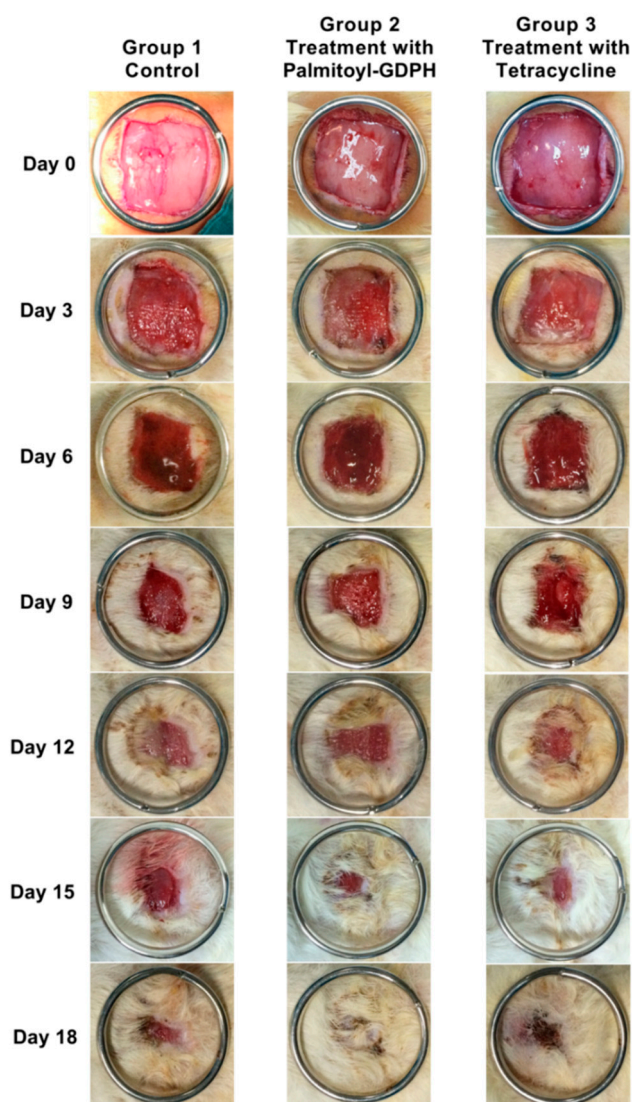 Group 1
Control
Group 2
Treatment with
Palmitoyl-GDPH
Group 3
Treatment with
Tetracycline
Day 0
Day 3
Day 6
Day 9
Day 12
Day 15
Day 18